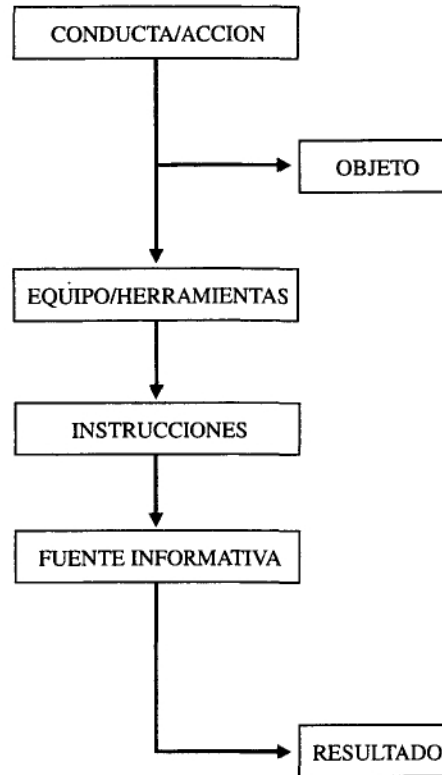 CONDUCTA/ACCION
OBJETO
EQUIPO/HERRAMIENTAS
INSTRUCCIONES
FUENTE INFORMATIVA
RESULTADO